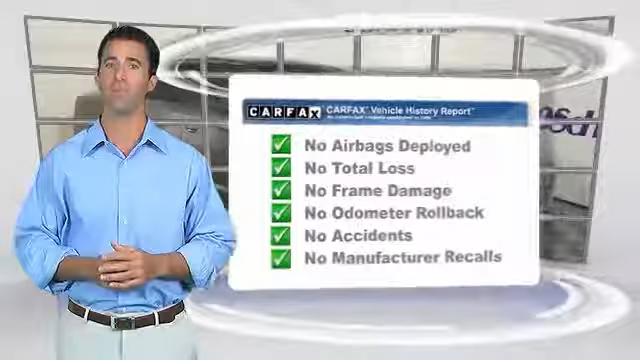 CARFAX CARFAX Vehicle History Report™
No Airbags Deployed
No Total Loss
No Frame Damage
No Odometer Rollback
No Accidents
No Manufacturer Recalls